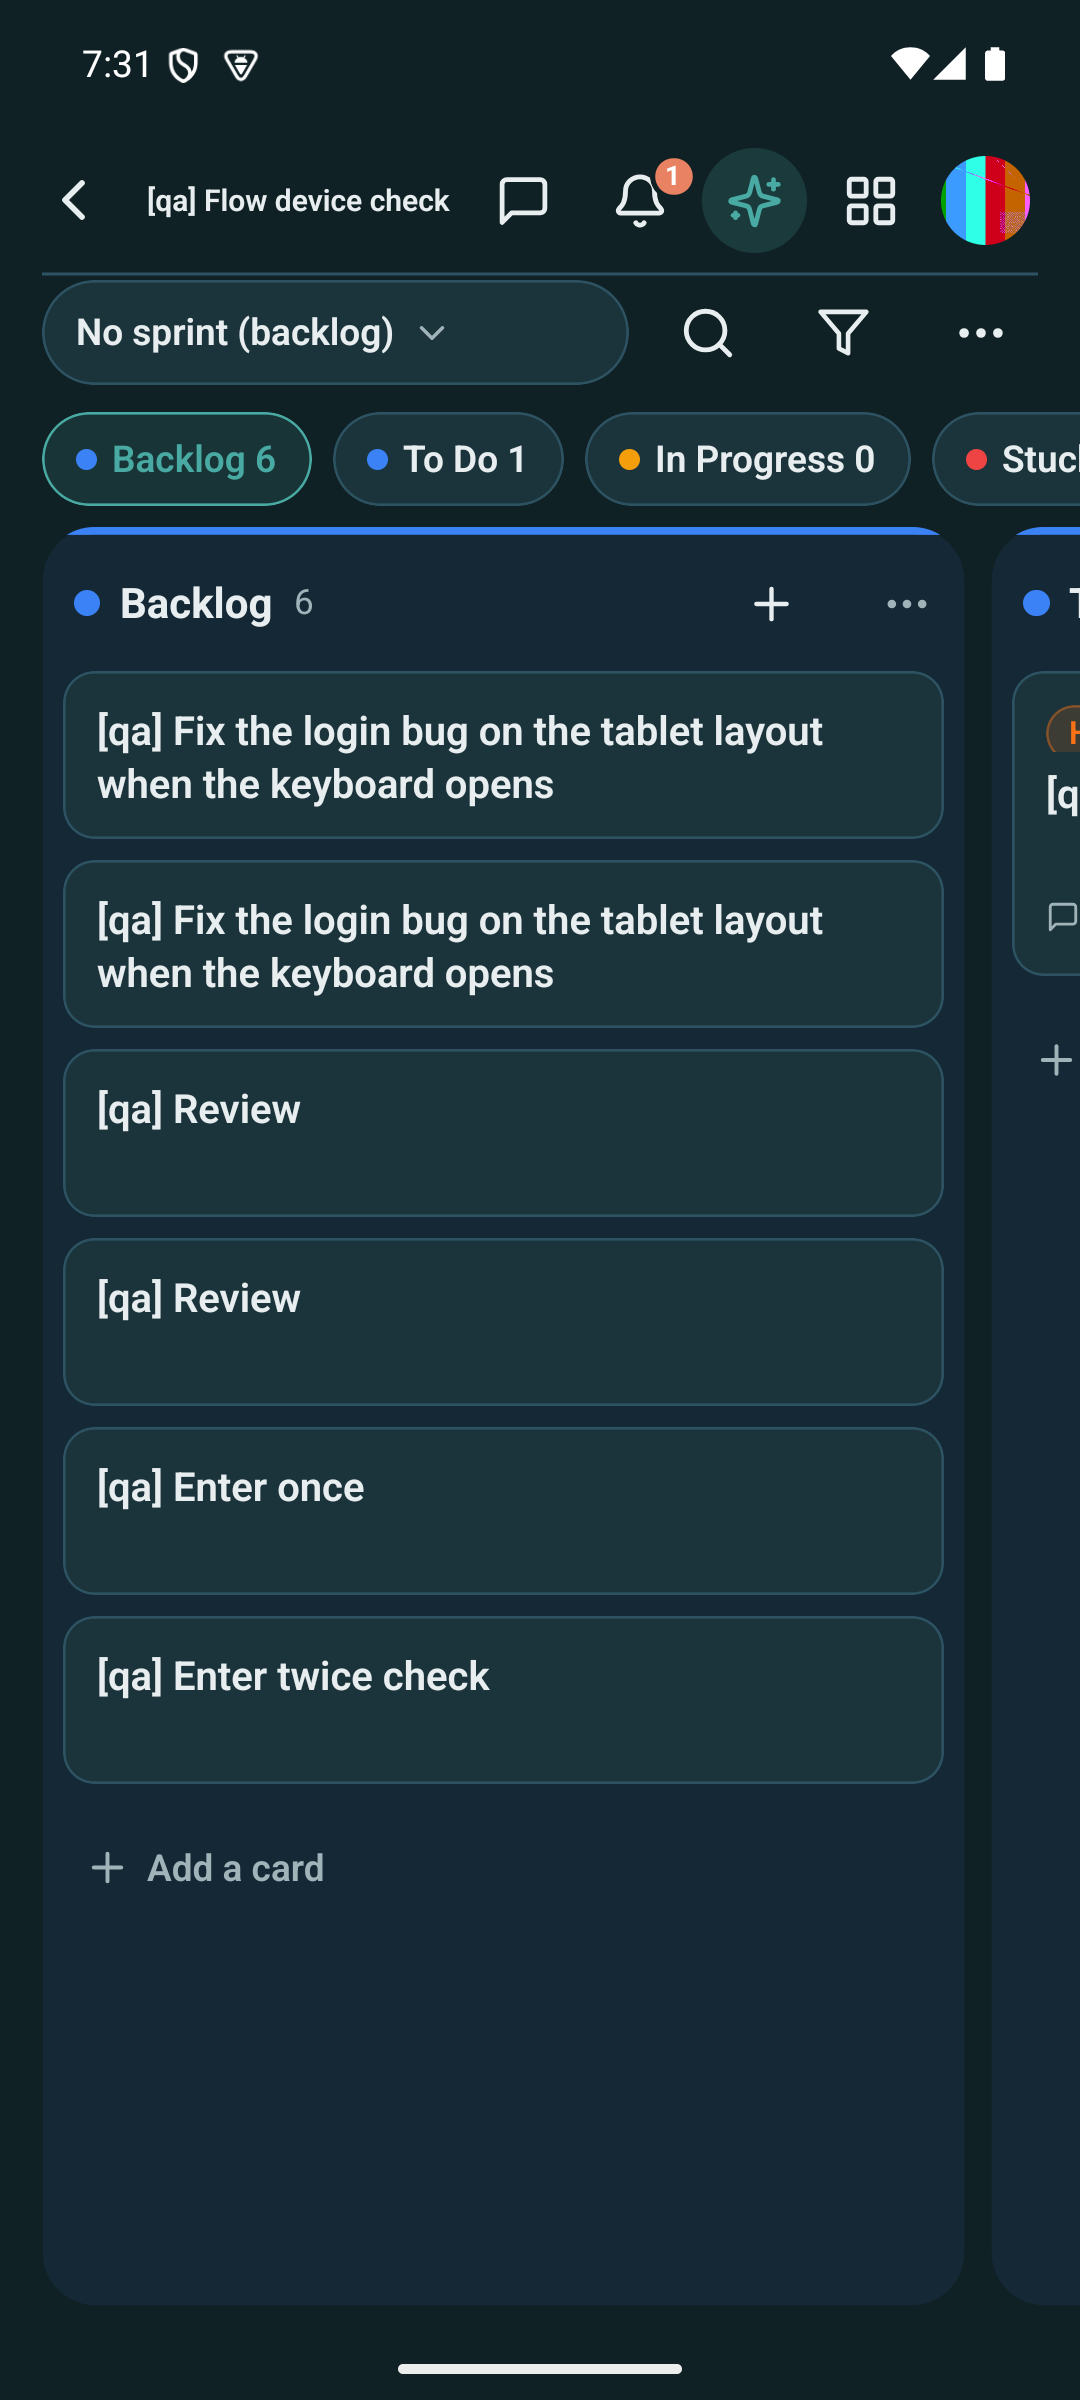 7:31
[qa] Flow device check
1
No sprint (backlog)
Backlog 6
To Do 1
In Progress 0
Backlog 6
[qa] Fix the login bug on the tablet layout
when the keyboard opens
[qa] Fix the login bug on the tablet layout
when the keyboard opens
[qa] Review
[qa] Review
[qa] Enter once
[qa] Enter twice check
Add a card